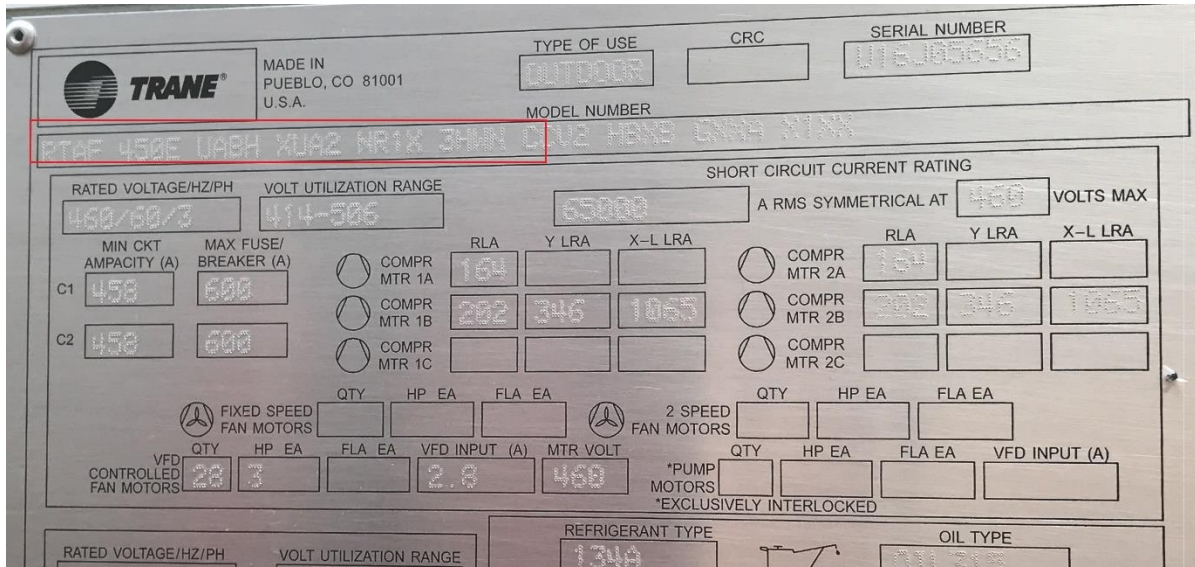 TYPE OF USE CRC SERIAL NUMBER
TRANE® MADE IN
PUEBLO, CO 81001
U.S.A.
OUTDOOR U16J05656
MODEL NUMBER
RTAF 450E UABH XUA2 NR1X 3HWN CCV2 HBNB GXNA X1XX
SHORT CIRCUIT CURRENT RATING
RATED VOLTAGE/HZ/PH VOLT UTILIZATION RANGE
460/60/3 414-506 65000 A RMS SYMMETRICAL AT 460 VOLTS MAX
MIN CKT
AMPACITY (A) MAX FUSE/
BREAKER (A)
RLA Y LRA X-L LRA RLA Y LRA X-L LRA
C1 458 600
COMPR
MTR 1A 164
COMPR
MTR 2A 164
COMPR
MTR 1B 202 346 1065
COMPR
MTR 2B 202 346 1065
C2 458 600
COMPR
MTR 1C
COMPR
MTR 2C
QTY HP EA FLA EA QTY HP EA FLA EA
FIXED SPEED
FAN MOTORS
2 SPEED
FAN MOTORS
QTY HP EA FLA EA VFD INPUT (A) MTR VOLT QTY HP EA FLA EA VFD INPUT (A)
VFD
CONTROLLED
FAN MOTORS 28 3 2.8 460
*PUMP
MOTORS
*EXCLUSIVELY INTERLOCKED
REFRIGERANT TYPE OIL TYPE
134A
RATED VOLTAGE/HZ/PH VOLT UTILIZATION RANGE